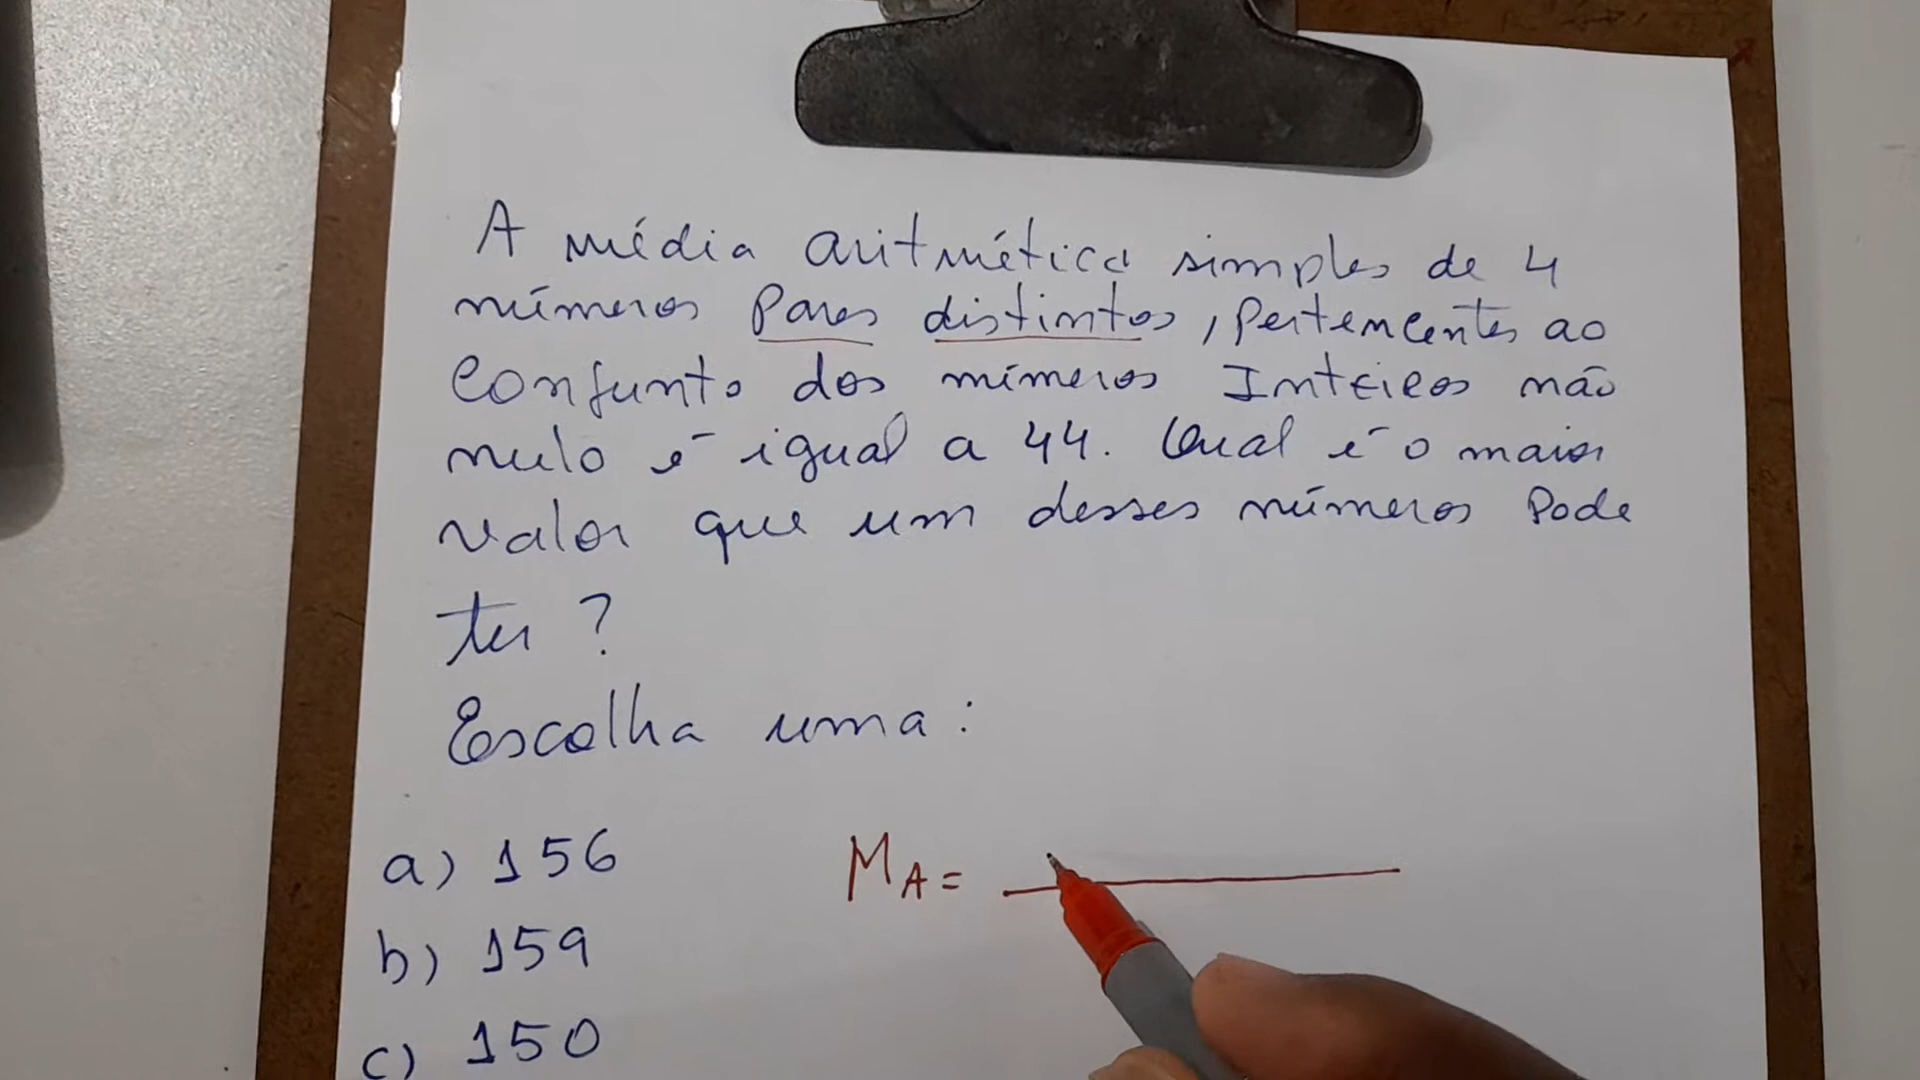 A média aritmética simples de 4
números Pares distintos, Pertencentes ao
conjunto dos números Inteiros não
nulo é igual a 44. Qual é o maior
valor que um desses números Pode
ter?
Escolha uma:
a) 156
MA=
b) 159
c) 150